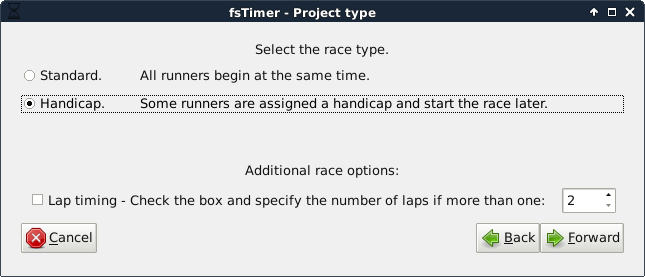 fsTimer - Project type
Select the race type.
Standard. All runners begin at the same time.
Handicap. Some runners are assigned a handicap and start the race later.
Additional race options:
Lap timing - Check the box and specify the number of laps if more than one: 2
Cancel Back Forward